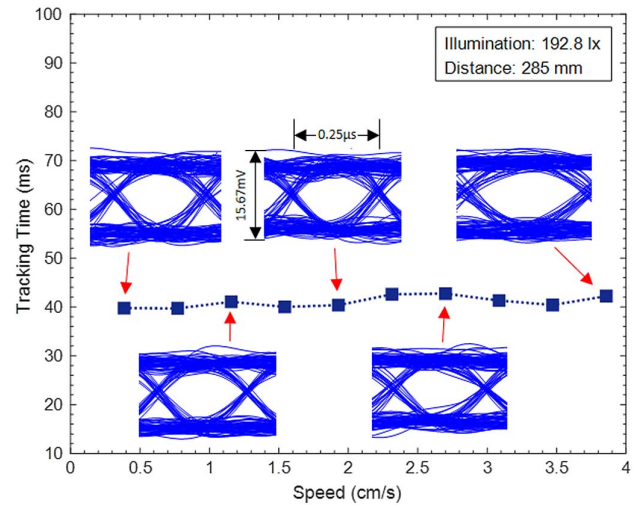 100
90
80
70
60
50
40
30
20
10
Tracking Time (ms)
Illumination: 192.8 lx
Distance: 285 mm
0.25µs
15.67mV
0 0.5 1 1.5 2 2.5 3 3.5 4
Speed (cm/s)